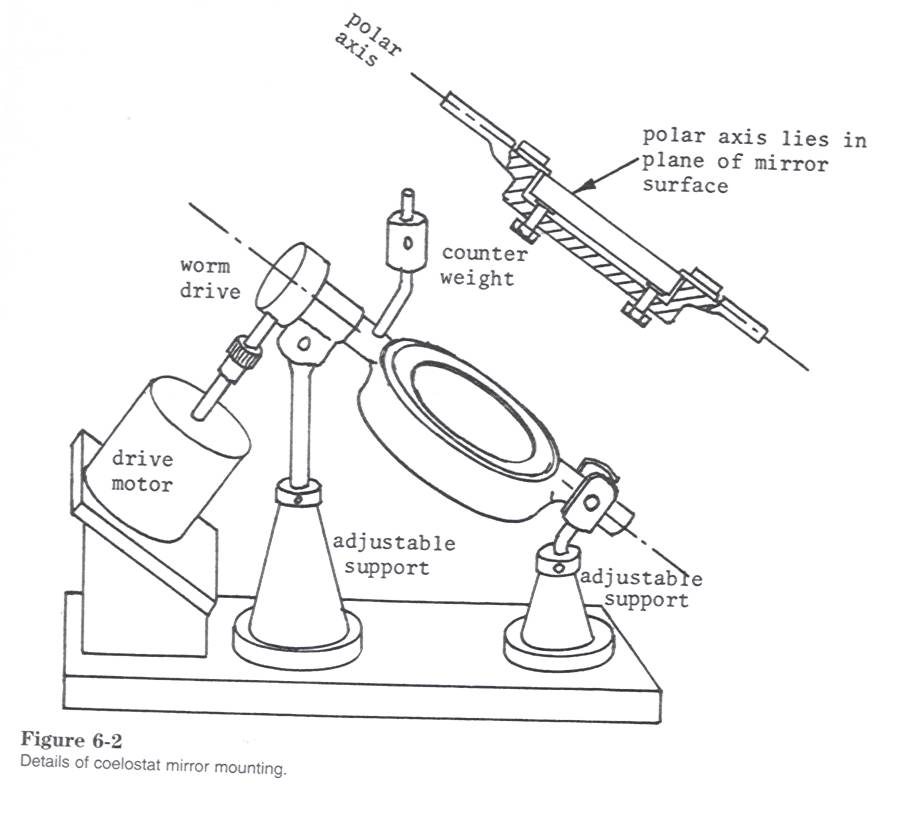 polar
axis
polar axis lies in
plane of mirror
surface
counter
weight
worm
drive
drive
motor
adjustable
support
adjustable
support
Figure 6-2
Details of coelostat mirror mounting.